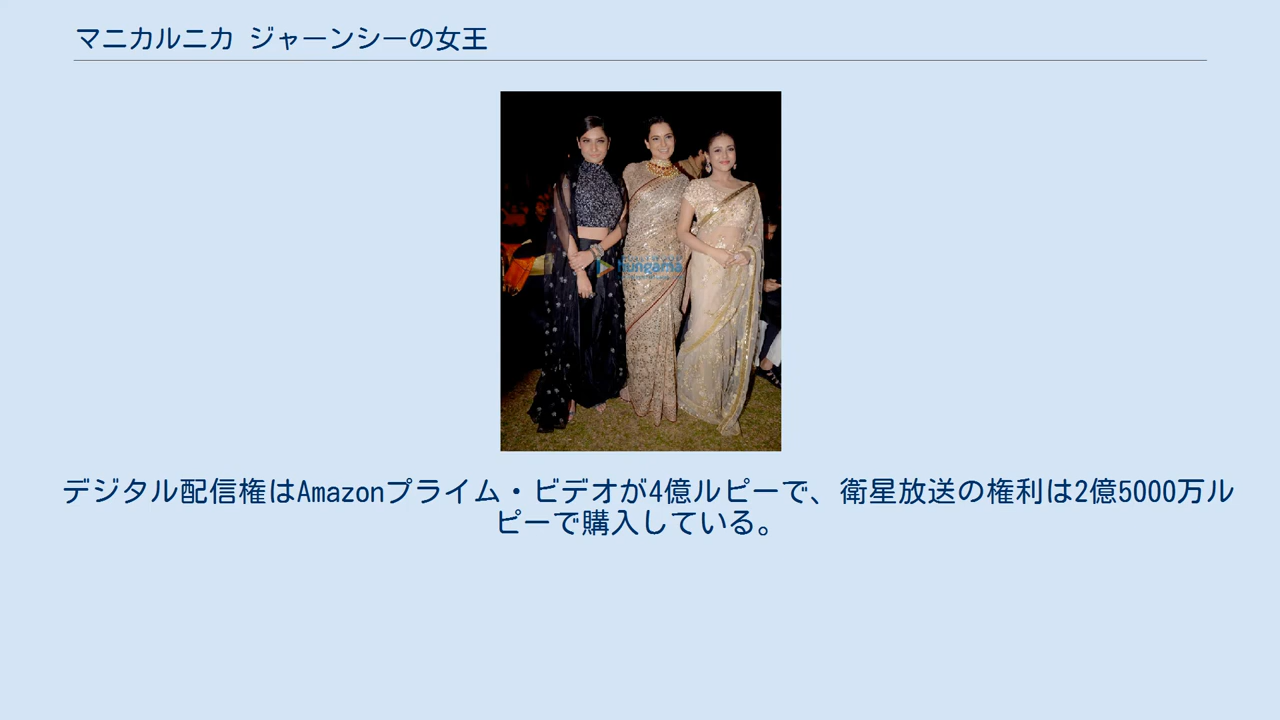 マニカルニカ ジャーンシーの女王
hungama
デジタル配信権はAmazonプライム・ビデオが4億ルピーで、衛星放送の権利は2億5000万ル
ピーで購入している。